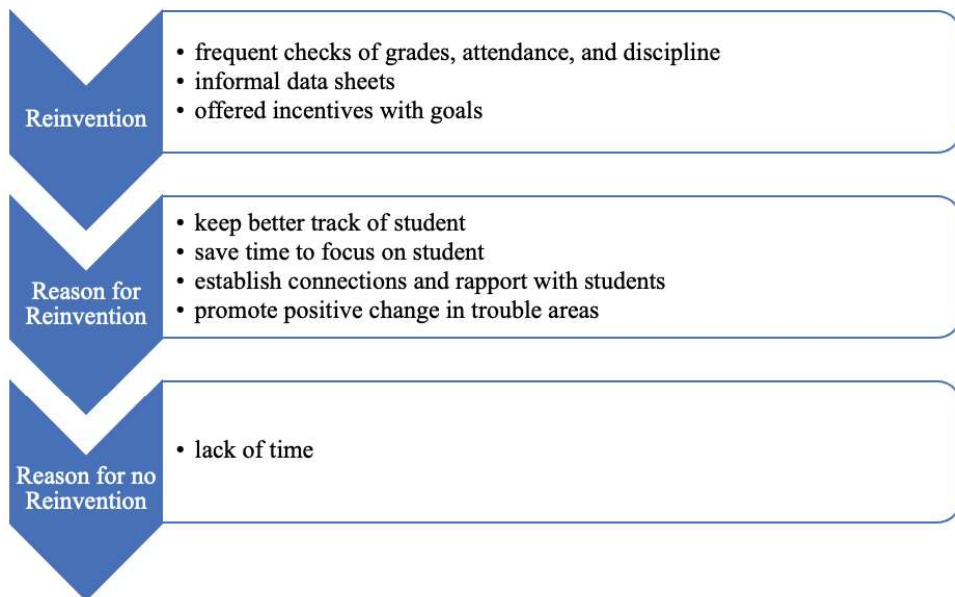 Reinvention
• frequent checks of grades, attendance, and discipline
• informal data sheets
• offered incentives with goals
Reason for
Reinvention
• keep better track of student
• save time to focus on student
• establish connections and rapport with students
• promote positive change in trouble areas
Reason for no
Reinvention
• lack of time